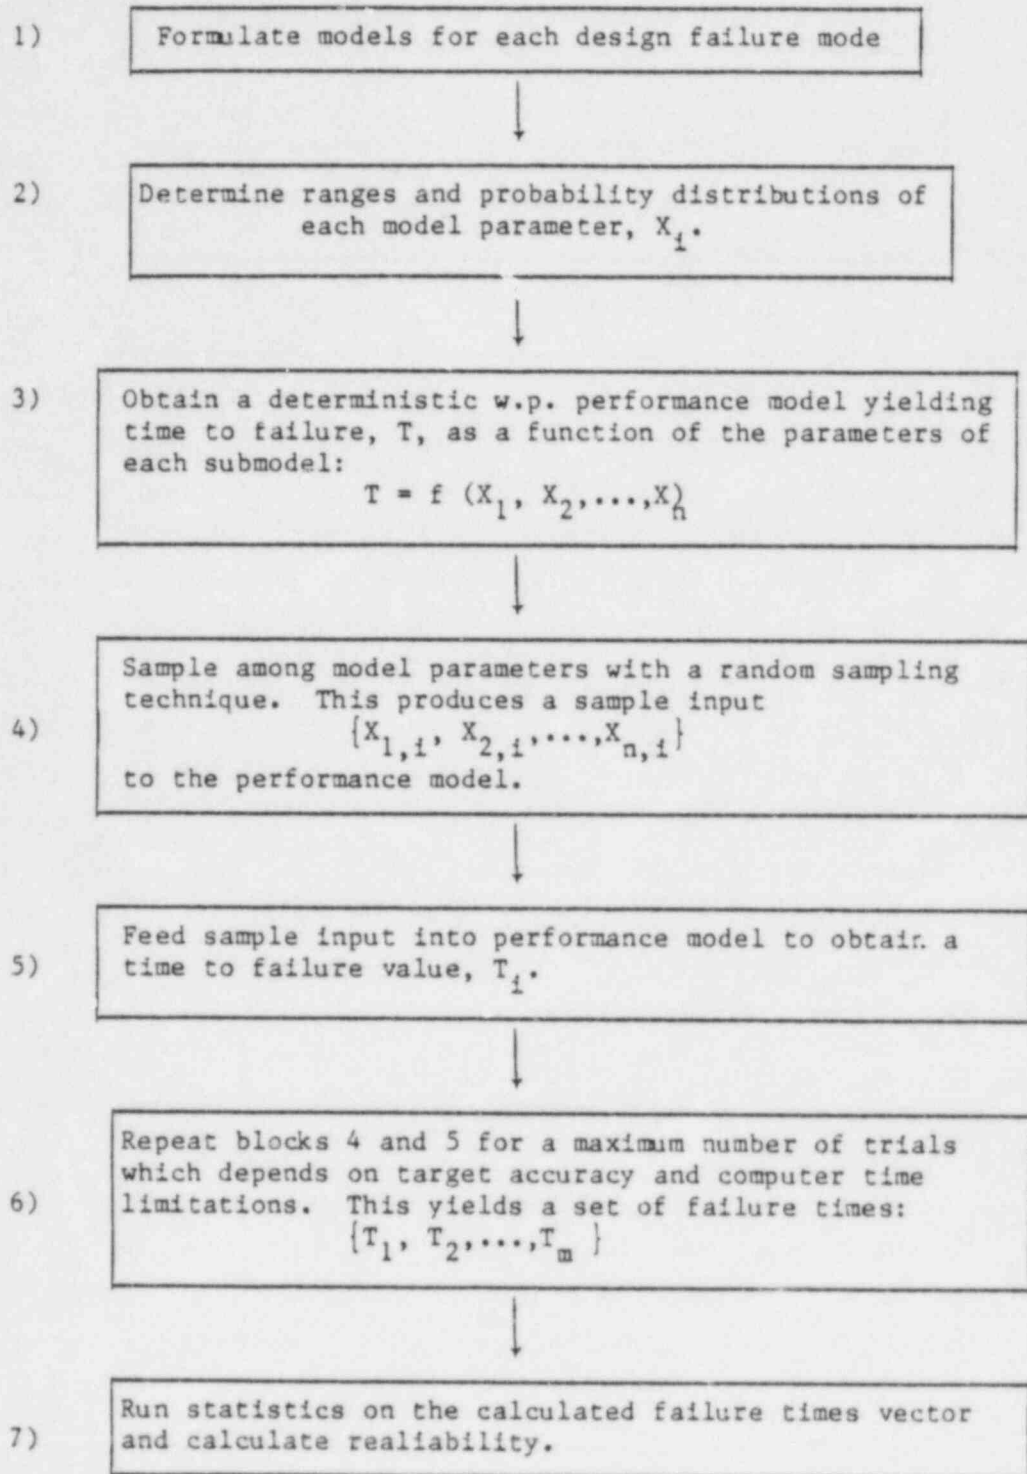 1) Formulate models for each design failure mode
2) Determine ranges and probability distributions of
each model parameter, X_i.
3) Obtain a deterministic w.p. performance model yielding
time to failure, T, as a function of the parameters of
each submodel:
T = f (X_1, X_2,...,X_n)
Sample among model parameters with a random sampling
technique. This produces a sample input
4) {X_1,i, X_2,i,...,X_n,i}
to the performance model.
Feed sample input into performance model to obtain a
5) time to failure value, T_i.
Repeat blocks 4 and 5 for a maximum number of trials
which depends on target accuracy and computer time
6) limitations. This yields a set of failure times:
{T_1, T_2,...,T_m }
Run statistics on the calculated failure times vector
7) and calculate realiability.